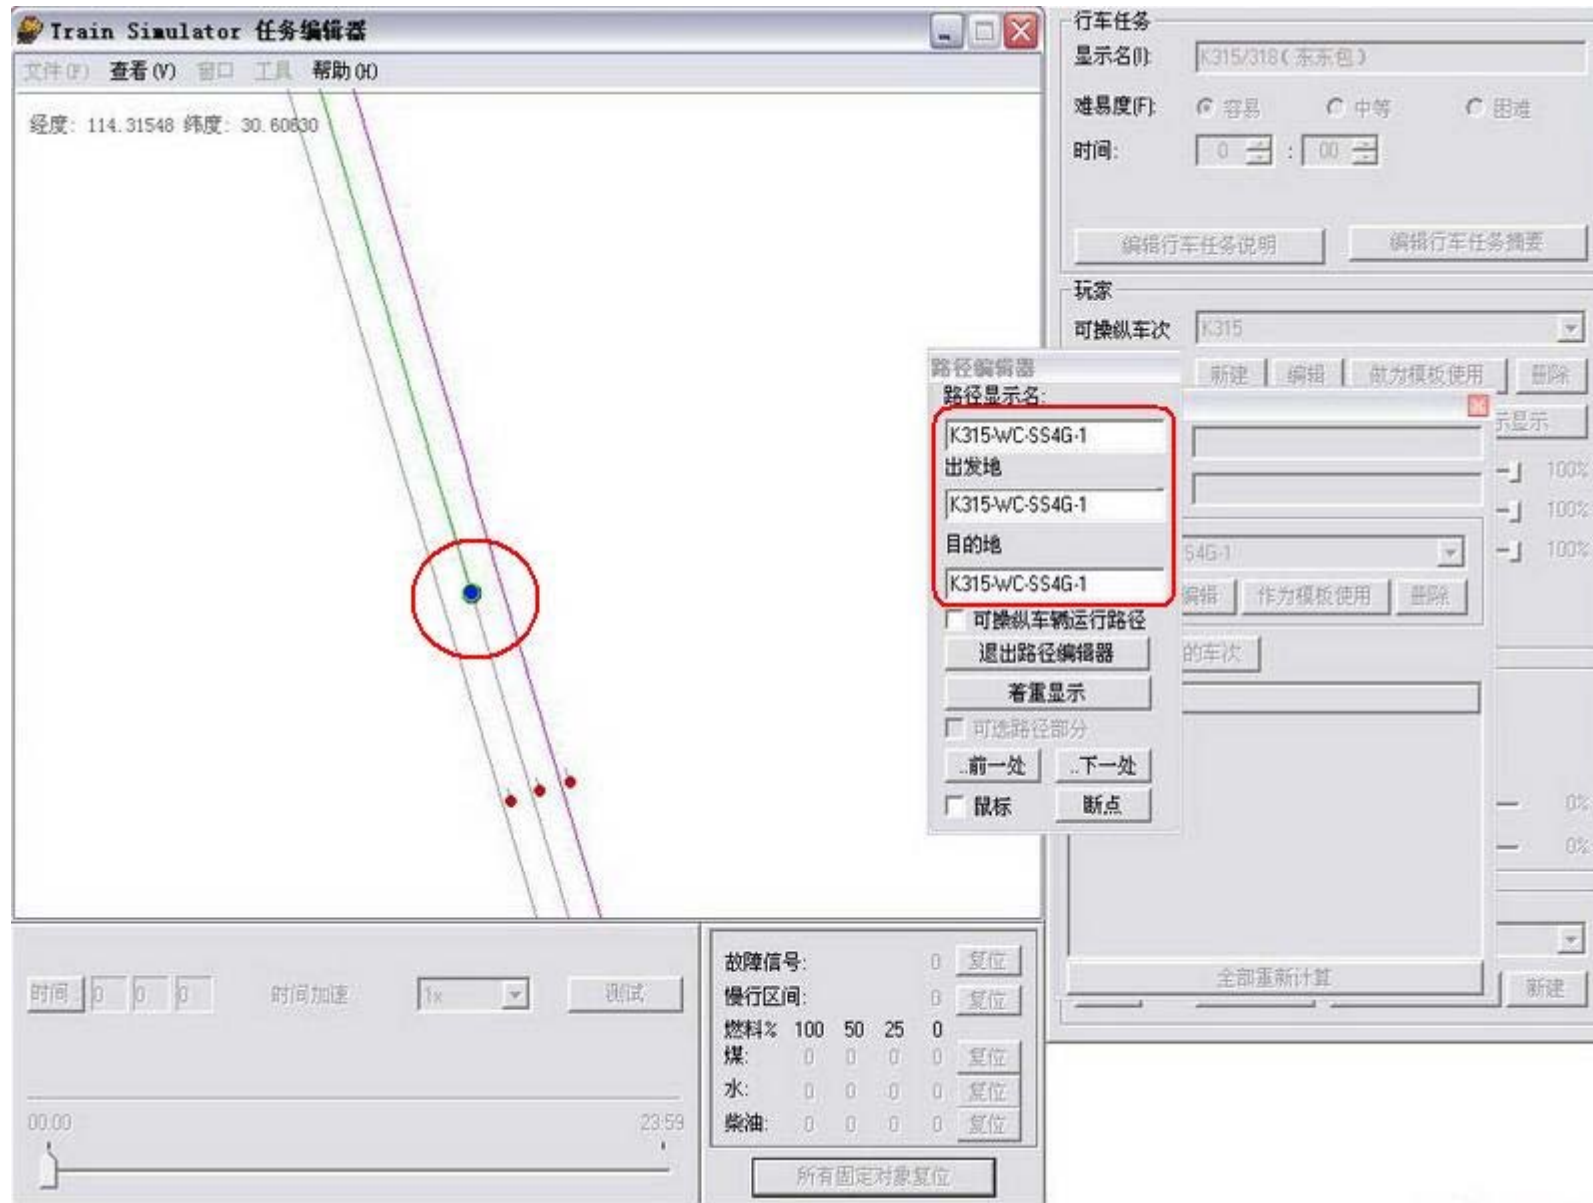 Train Simulator 任务编辑器
文件(F) 查看(V) 窗口 工具 帮助(H)
经度: 114.31548 纬度: 30.60630
行车任务
显示名(I): K315/318(东东包)
难易度(F): 容易 中等 困难
时间: 0 : 00
编辑行车任务说明 编辑行车任务摘要
玩家
可操纵车次 K315
新建 编辑 做为模板使用 删除
示显示
100%
100%
100%
路径编辑器
路径显示名:
K315-WC-SS4G-1
出发地
K315-WC-SS4G-1
目的地
K315-WC-SS4G-1
可操纵车辆运行路径
退出路径编辑器
着重显示
可选路径部分
..前一处 ..下一处
鼠标 断点
S4G-1
编辑 作为模板使用 删除
的车次
0%
0%
全部重新计算
新建
时间 0 0 0 时间加速 1x 测试
00:00 23:59
故障信号: 0 复位
慢行区间: 0 复位
燃料% 100 50 25 0
煤: 0 0 0 0 复位
水: 0 0 0 0 复位
柴油: 0 0 0 0 复位
所有固定对象复位